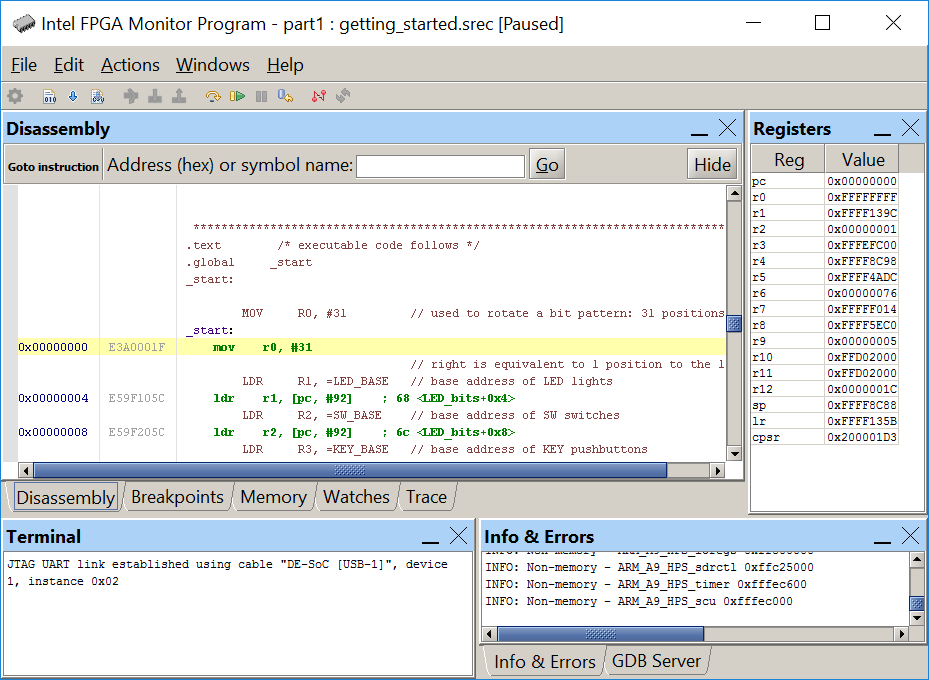 Intel FPGA Monitor Program - part1 : getting_started.srec [Paused]
File Edit Actions Windows Help
Disassembly
Goto instruction Address (hex) or symbol name: Go Hide
******************************************************************************
.text /* executable code follows */
.global _start
_start:
MOV R0, #31 // used to rotate a bit pattern: 31 positions
_start:
0x00000000 E3A0001F mov r0, #31
// right is equivalent to 1 position to the l
LDR R1, =LED_BASE // base address of LED lights
0x00000004 E59F105C ldr r1, [pc, #92] ; 68 <LED_bits+0x4>
LDR R2, =SW_BASE // base address of SW switches
0x00000008 E59F205C ldr r2, [pc, #92] ; 6c <LED_bits+0x8>
LDR R3, =KEY_BASE // base address of KEY pushbuttons
Disassembly Breakpoints Memory Watches Trace
Registers
Reg Value
pc 0x00000000
r0 0xFFFFFFFF
r1 0xFFFF139C
r2 0x00000001
r3 0xFFFEFC00
r4 0xFFFF8C98
r5 0xFFFF4ADC
r6 0x00000076
r7 0xFFFFF014
r8 0xFFFF5EC0
r9 0x00000005
r10 0xFFD02000
r11 0xFFD02000
r12 0x0000001C
sp 0xFFFF8C88
lr 0xFFFF135B
cpsr 0x200001D3
Terminal
JTAG UART link established using cable "DE-SoC [USB-1]", device
1, instance 0x02
Info & Errors
INFO: Non-memory - 
INFO: Non-memory - ARM_A9_HPS_sdrctl 0xffc25000
INFO: Non-memory - ARM_A9_HPS_timer 0xfffec600
INFO: Non-memory - ARM_A9_HPS_scu 0xfffec000
Info & Errors GDB Server